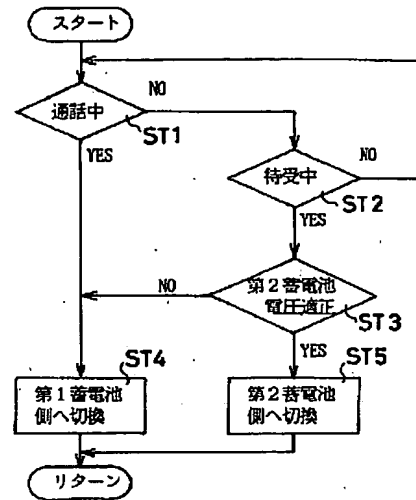 スタート
NO
通話中
ST1
YES
NO
待受中
ST2
YES
NO
第2蓄電池
電圧適正
ST3
YES
ST4
ST5
第1蓄電池
側へ切換
第2蓄電池
側へ切換
リターン